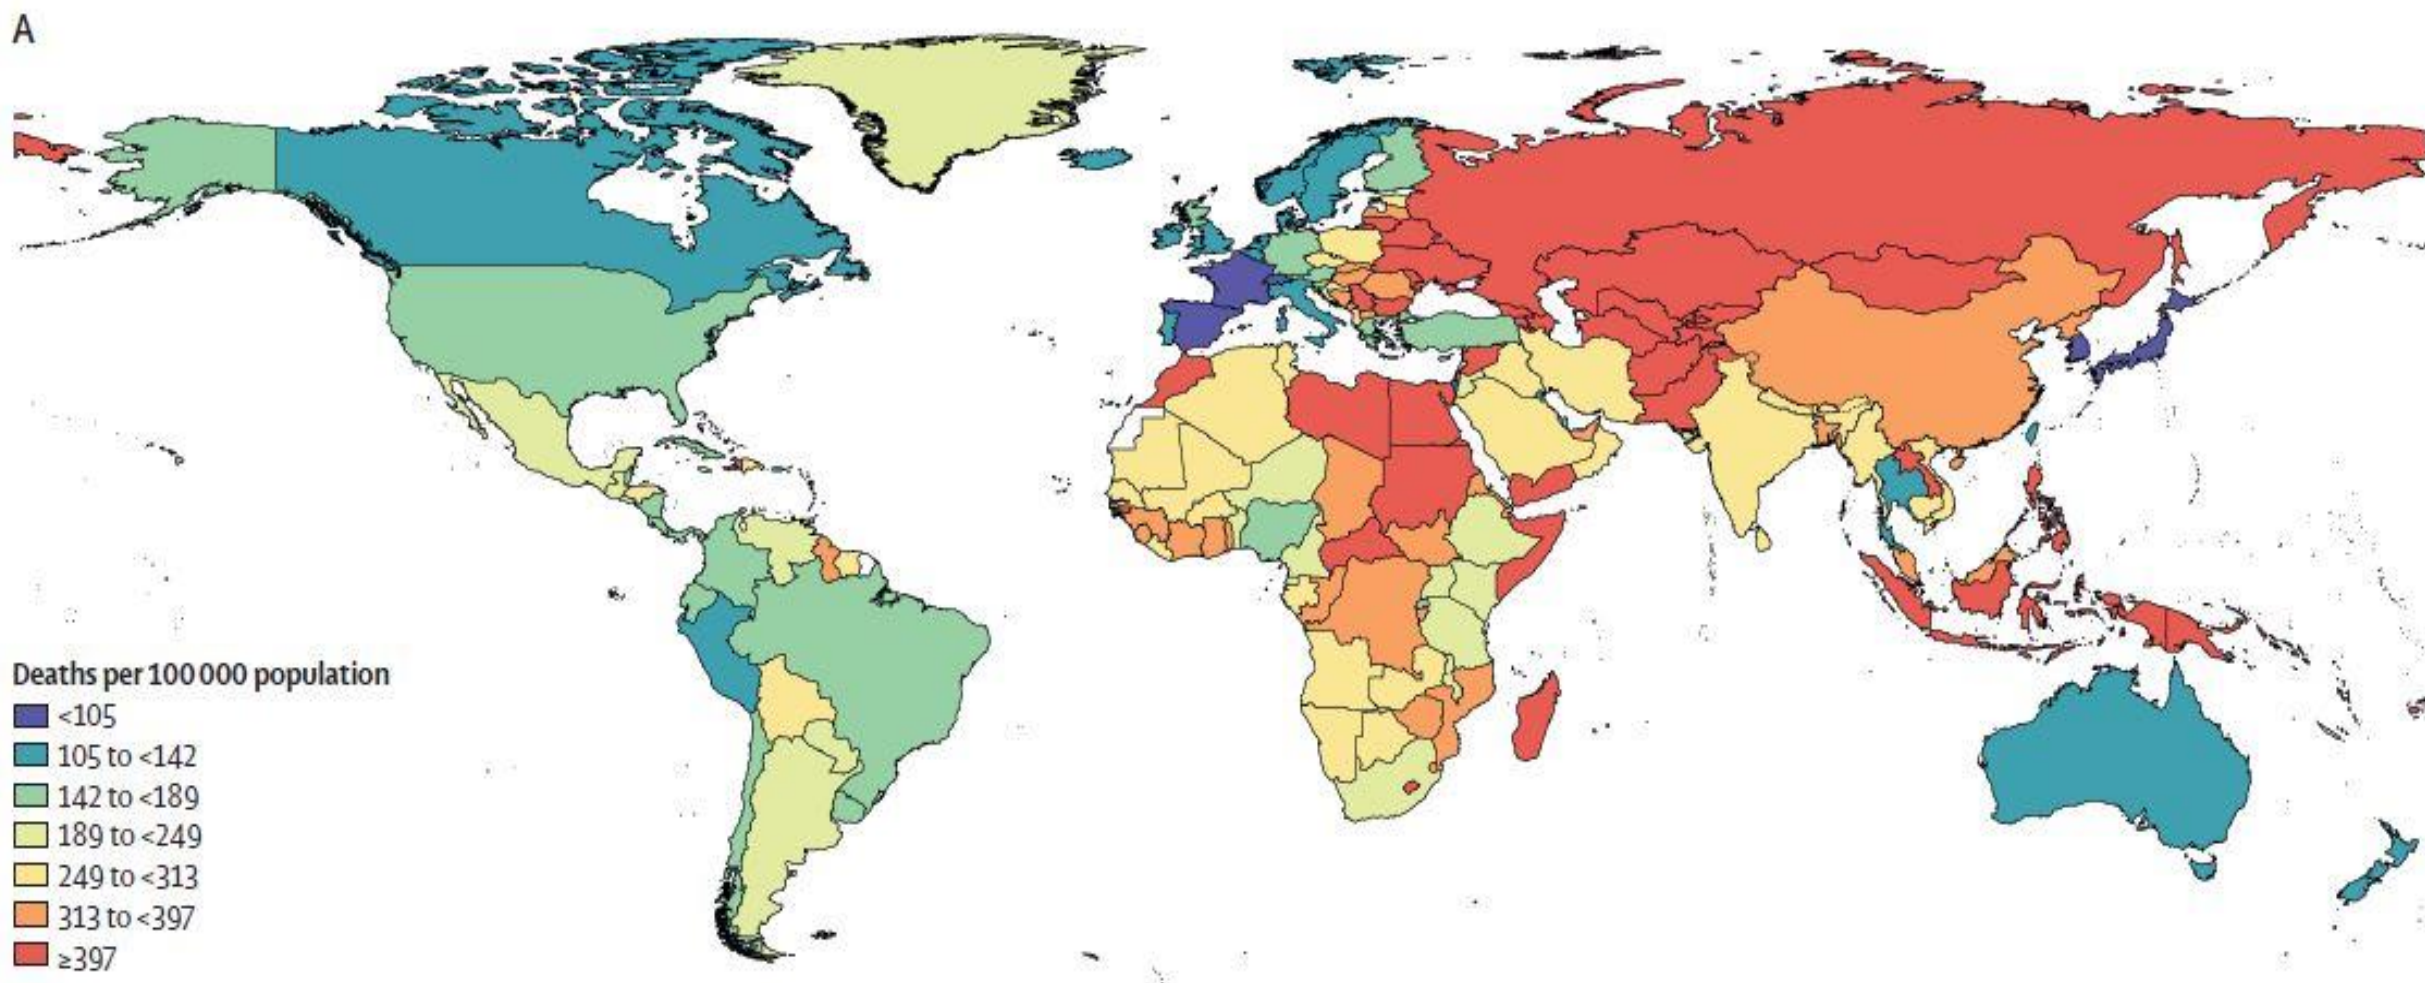 A
Deaths per 100 000 population
<105
105 to <142
142 to <189
189 to <249
249 to <313
313 to <397
≥397